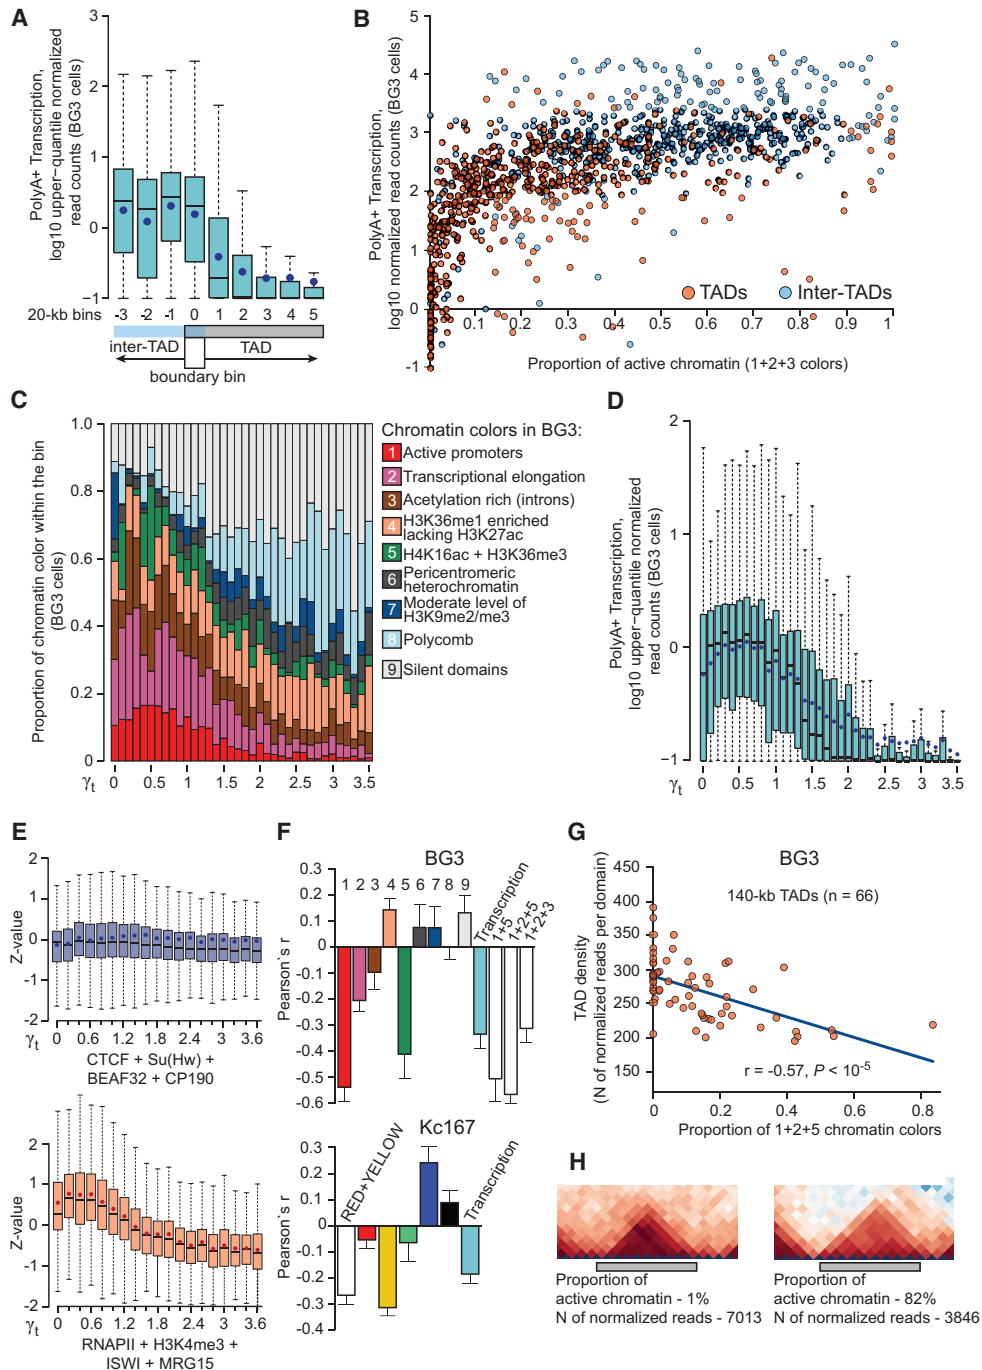 A
PolyA+ Transcription,
log10 upper-quantile normalized
read counts (BG3 cells)
3
2
1
0
-1
20-kb bins -3 -2 -1 0 1 2 3 4 5
inter-TAD TAD
boundary bin
B
PolyA+ Transcription,
log10 normalized read counts (BG3 cells)
5
4
3
2
1
0
-1
0.1 0.2 0.3 0.4 0.5 0.6 0.7 0.8 0.9 1
TADs Inter-TADs
Proportion of active chromatin (1+2+3 colors)
C
Proportion of chromatin color within the bin
(BG3 cells)
1.0
0.8
0.6
0.4
0.2
0
γt 0 0.5 1 1.5 2 2.5 3 3.5
Chromatin colors in BG3:
1 Active promoters
2 Transcriptional elongation
3 Acetylation rich (introns)
4 H3K36me1 enriched
lacking H3K27ac
5 H4K16ac + H3K36me3
6 Pericentromeric
heterochromatin
7 Moderate level of
H3K9me2/me3
8 Polycomb
9 Silent domains
D
PolyA+ Transcription,
log10 upper-quantile normalized
read counts (BG3 cells)
2
1
0
-1
γt 0 0.5 1 1.5 2 2.5 3 3.5
E
Z-value
2
1
0
-1
-2
γt 0 0.6 1.2 1.8 2.4 3 3.6
CTCF + Su(Hw) +
BEAF32 + CP190
Z-value
2
1
0
-1
-2
γt 0 0.6 1.2 1.8 2.4 3 3.6
RNAPII + H3K4me3 +
ISWI + MRG15
F
BG3
Pearson`s r
0.3
0.2
0.1
0
-0.1
-0.2
-0.3
-0.4
-0.5
-0.6
1 2 3 4 5 6 7 8 9
Transcription
1+5
1+2+5
1+2+3
Kc167
Pearson`s r
0.3
0.2
0.1
0
-0.1
-0.2
-0.3
-0.4
RED+YELLOW
Transcription
G
BG3
TAD density
(N of normalized reads per domain)
450
400
350
300
250
200
150
140-kb TADs (n = 66)
r = -0.57, P < 10-5
0 0.2 0.4 0.6 0.8
Proportion of 1+2+5 chromatin colors
H
Proportion of
active chromatin - 1%
N of normalized reads - 7013
Proportion of
active chromatin - 82%
N of normalized reads - 3846